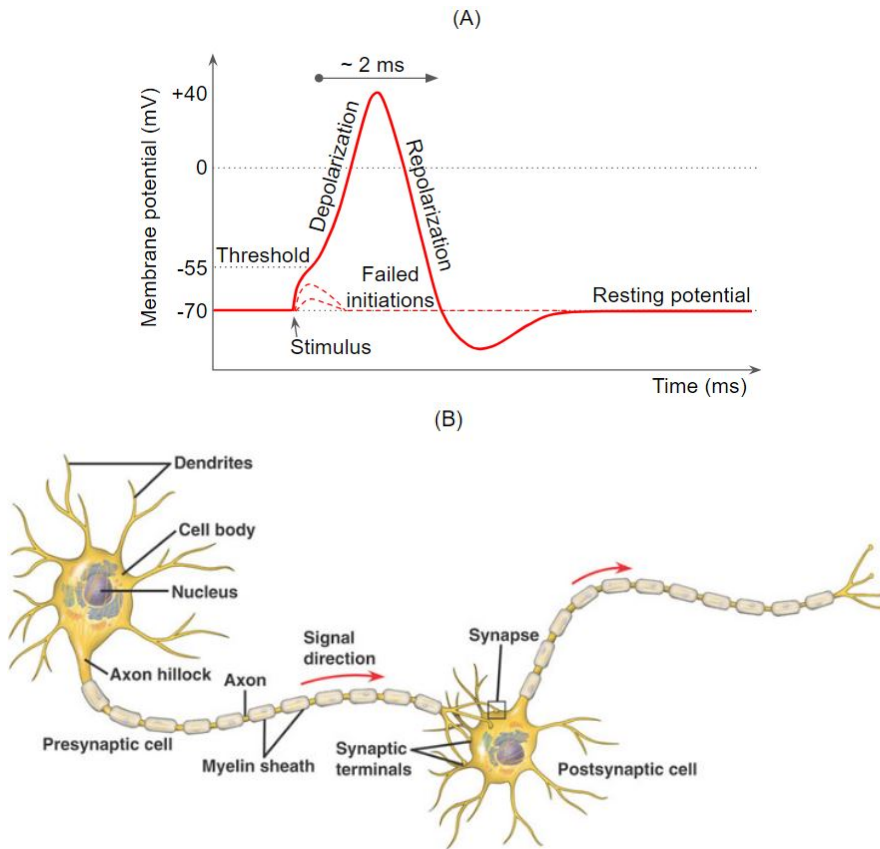 (A)
~ 2 ms
Membrane potential (mV)
+40
0
-55
-70
Depolarization
Repolarization
Threshold
Failed
initiations
Resting potential
Stimulus
Time (ms)
(B)
Dendrites
Cell body
Nucleus
Axon hillock
Axon
Signal
direction
Synapse
Presynaptic cell
Myelin sheath
Synaptic
terminals
Postsynaptic cell